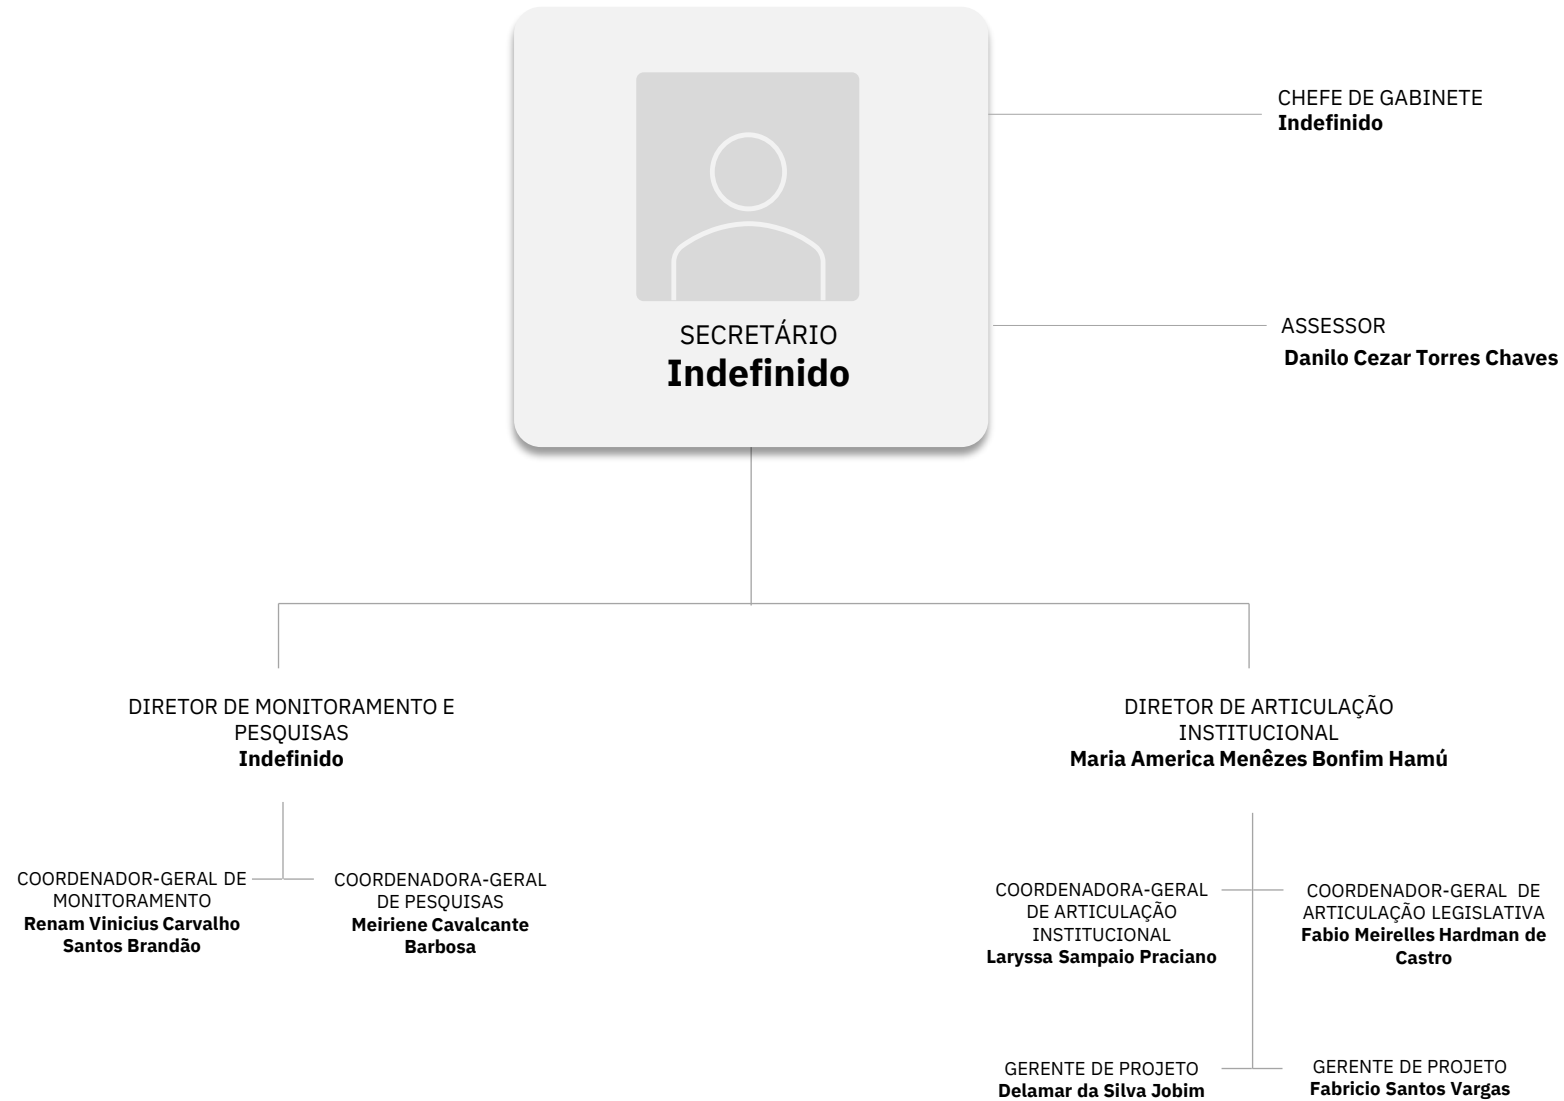 CHEFE DE GABINETE
Indefinido
SECRETÁRIO
Indefinido
ASSESSOR
Danilo Cezar Torres Chaves
DIRETOR DE MONITORAMENTO E
PESQUISAS
Indefinido
DIRETOR DE ARTICULAÇÃO
INSTITUCIONAL
Maria America Menêzes Bonfim Hamú
COORDENADOR-GERAL DE
MONITORAMENTO
Renam Vinicius Carvalho
Santos Brandão
COORDENADORA-GERAL
DE PESQUISAS
Meiriene Cavalcante
Barbosa
COORDENADORA-GERAL
DE ARTICULAÇÃO
INSTITUCIONAL
Laryssa Sampaio Praciano
COORDENADOR-GERAL DE
ARTICULAÇÃO LEGISLATIVA
Fabio Meirelles Hardman de
Castro
GERENTE DE PROJETO
Delamar da Silva Jobim
GERENTE DE PROJETO
Fabricio Santos Vargas